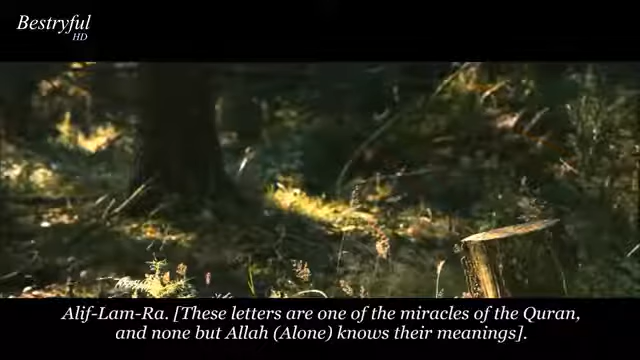 Bestryful
HD
Alif-Lam-Ra. [These letters are one of the miracles of the Quran,
and none but Allah (Alone) knows their meanings].